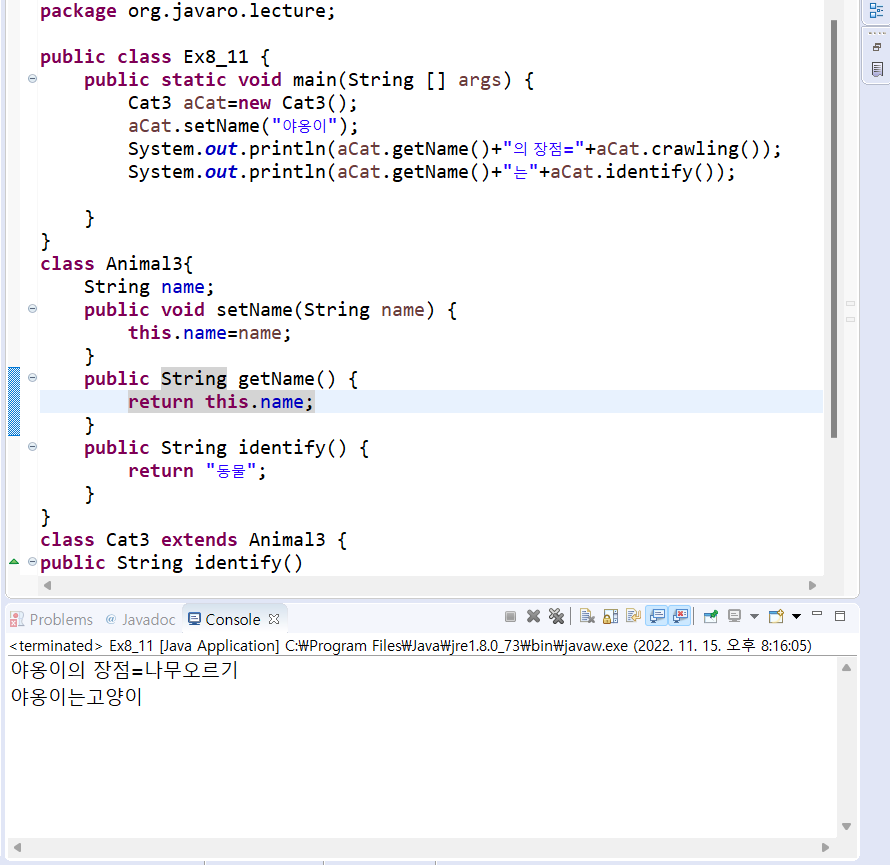 package org.javaro.lecture;
public class Ex8_11 {
public static void main(String [] args) {
Cat3 aCat=new Cat3();
aCat.setName("야옹이");
System.out.println(aCat.getName()+"의 장점="+aCat.crawling());
System.out.println(aCat.getName()+"는"+aCat.identify());
}
}
class Animal3{
String name;
public void setName(String name) {
this.name=name;
}
public String getName() {
return this.name;
}
public String identify() {
return "동물";
}
}
class Cat3 extends Animal3 {
public String identify()
Problems @ Javadoc Console
<terminated> Ex8_11 [Java Application] C:₩Program Files₩Java₩jre1.8.0_73₩bin₩javaw.exe (2022. 11. 15. 오후 8:16:05)
야옹이의 장점=나무오르기
야옹이는고양이